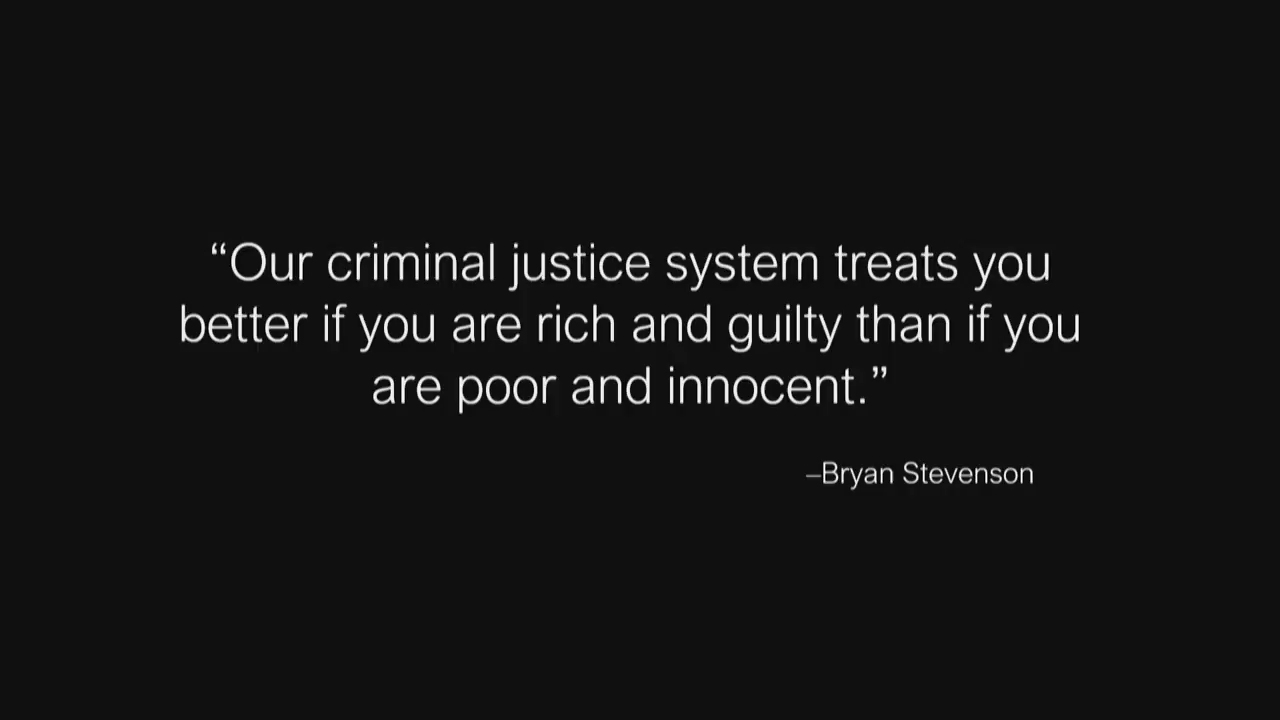 “Our criminal justice system treats you
better if you are rich and guilty than if you
are poor and innocent.”
–Bryan Stevenson